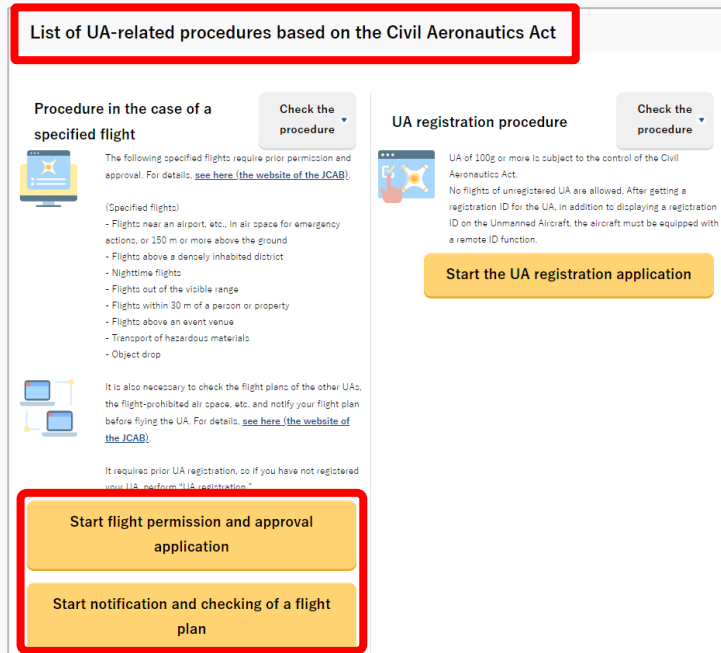 List of UA-related procedures based on the Civil Aeronautics Act
Procedure in the case of a
specified flight
Check the
procedure
The following specified flights require prior permission and
approval. For details, see here (the website of the JCAB).
(Specified flights)
- Flights near an airport, etc., in air space for emergency
actions, or 150 m or more above the ground
- Flights above a densely inhabited district
- Nighttime flights
- Flights out of the visible range
- Flights within 30 m of a person or property
- Flights above an event venue
- Transport of hazardous materials
- Object drop
It is also necessary to check the flight plans of the other UAs,
the flight-prohibited air space, etc. and notify your flight plan
before flying the UA. For details, see here (the website of
the JCAB).
It requires prior UA registration, so if you have not registered
your UA, perform "UA registration."
Start flight permission and approval
application
Start notification and checking of a flight
plan
UA registration procedure
Check the
procedure
UA of 100g or more is subject to the control of the Civil
Aeronautics Act.
No flights of unregistered UA are allowed. After getting a
registration ID for the UA, in addition to displaying a registration
ID on the Unmanned Aircraft, the aircraft must be equipped with
a remote ID function.
Start the UA registration application